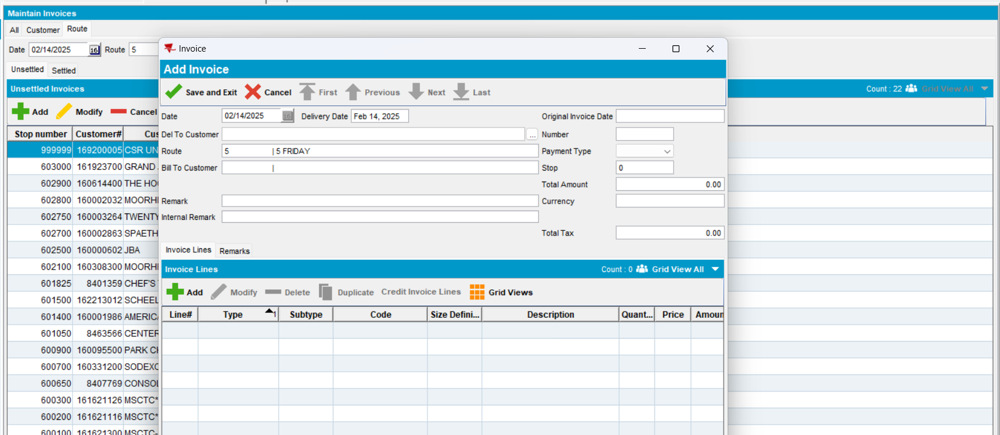 Maintain Invoices
All Customer Route
Date 02/14/2025 16 Route 5
Unsettled Settled
Unsettled Invoices Count : 22 Grid View All
Add Modify Cancel
Stop number Customer# Cus
999999 169200005 CSR UN
603000 161923700 GRAND
602900 160614400 THE HO
602800 160002032 MOORH
602750 160003264 TWENTY
602700 160002863 SPAETH
602500 160000602 JBA
602100 160308300 MOORH
601825 8401359 CHEF'S
601500 162213012 SCHEEL
601400 160001986 AMERIC
601050 8463566 CENTER
600900 160095500 PARK C
600700 160331200 SODEXO
600650 8407769 CONSOL
600300 161621126 MSCTC*
600200 161621116 MSCTC*
600100 161621300 MSCTC-
Invoice
Add Invoice
Save and Exit Cancel First Previous Next Last
Date 02/14/2025 16 Delivery Date Feb 14, 2025 Original Invoice Date
Del To Customer ... Number
Route 5 | 5 FRIDAY Payment Type
Bill To Customer | Stop 0
Total Amount 0.00
Remark Currency
Internal Remark
Total Tax 0.00
Invoice Lines Remarks
Invoice Lines Count : 0 Grid View All
Add Modify Delete Duplicate Credit Invoice Lines Grid Views
Line# Type 1 Subtype Code Size Defini... Description Quant... Price Amoun